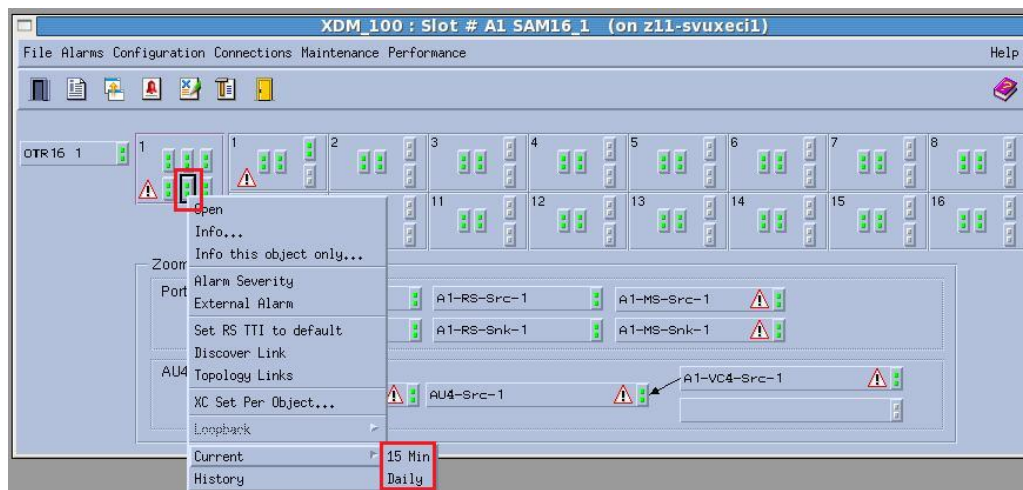 XDM_100 : Slot # A1 SAM16_1 (on z11-svuxeci1)
File Alarms Configuration Connections Maintenance Performance Help
OTR16 1
1 1 2 3 4 5 6 7 8
11 12 13 14 15 16
Open
Info...
Info this object only...
Alarm Severity
External Alarm
Set RS TTI to default
Discover Link
Topology Links
XC Set Per Object...
Loopback
Current
History
15 Min
Daily
Zoom
Port
A1-RS-Src-1 A1-MS-Src-1
A1-RS-Snk-1 A1-MS-Snk-1
AU4
AU4-Src-1 A1-VC4-Src-1